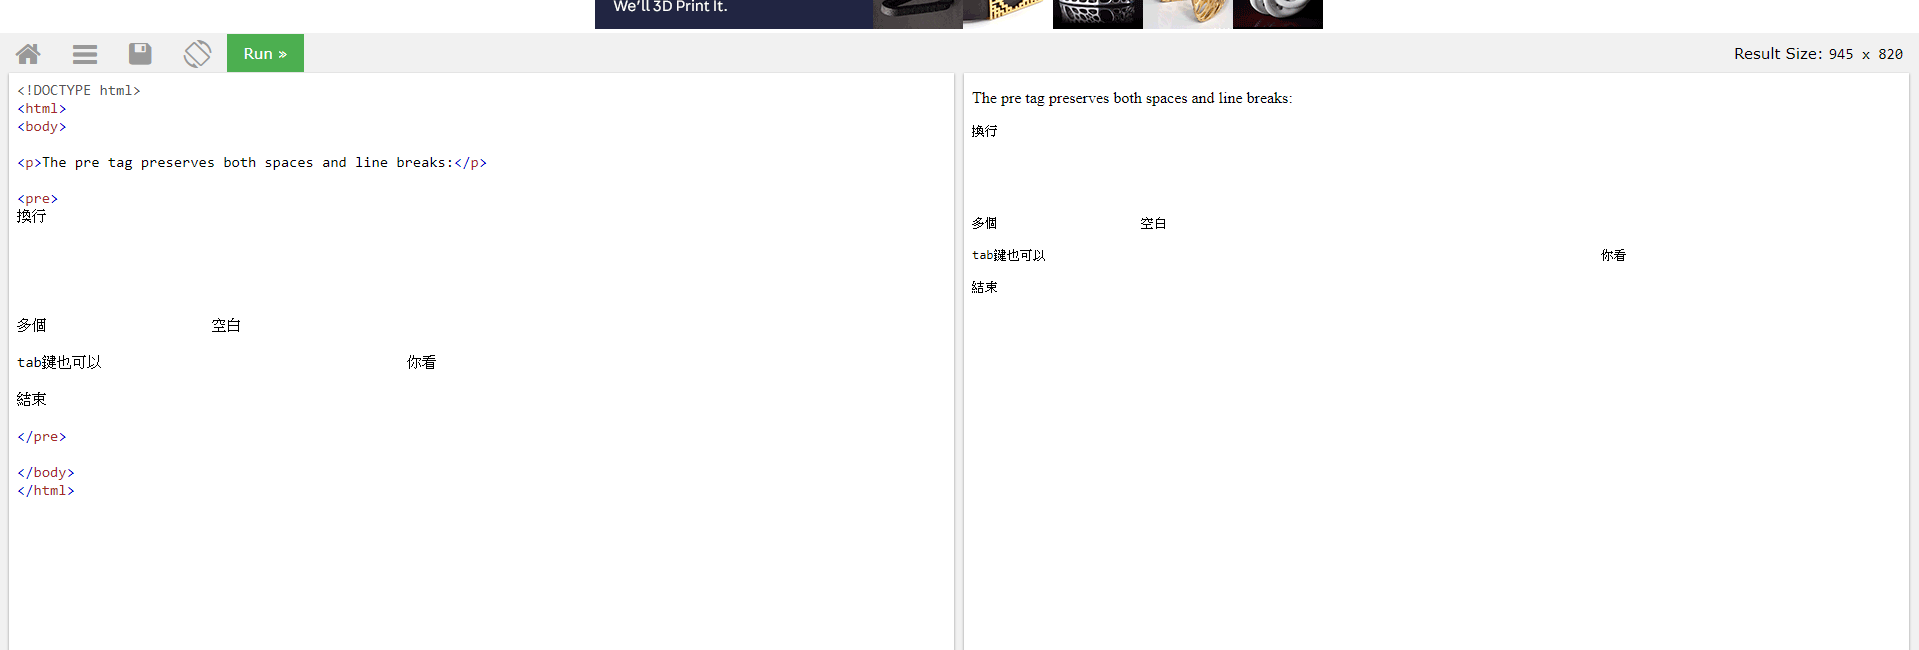 We'll 3D Print It.
Run »
Result Size: 945 x 820
<!DOCTYPE html>
<html>
<body>
<p>The pre tag preserves both spaces and line breaks:</p>
<pre>
換行
多個                    空白
tab鍵也可以                                     你看
結束
</pre>
</body>
</html>
The pre tag preserves both spaces and line breaks:
換行
多個                    空白
tab鍵也可以                                     你看
結束